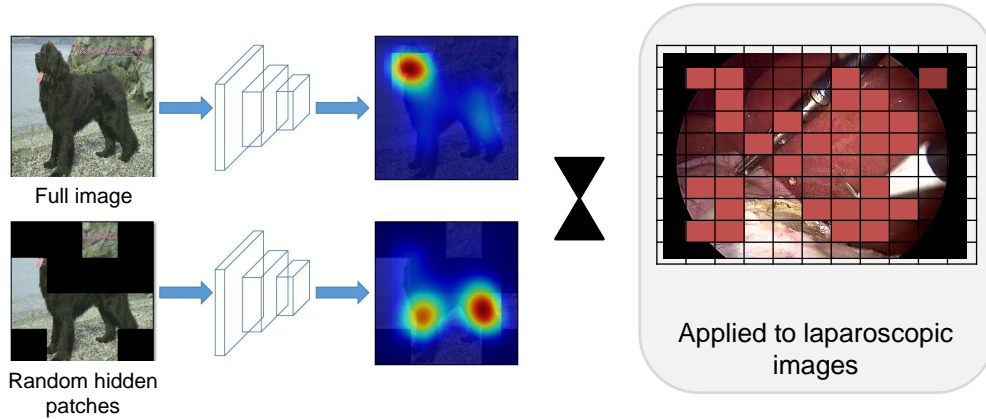 Full image
Random hidden
patches
Applied to laparoscopic
images